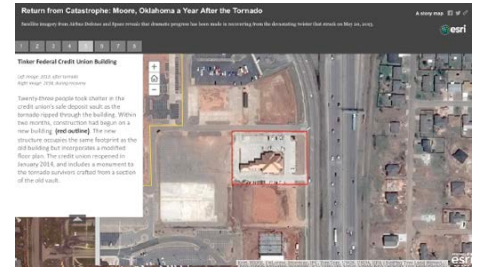 Return from Catastrophe: Moore, Oklahoma a Year After the Tornado
A story map
Satellite imagery from Airbus Defense and Space reveals that dramatic progress has been made in recovering from the devastating twister that struck on May 20, 2013.
esri
1 2 3 4 5 6 7 8
Tinker Federal Credit Union Building
Left image: 2013, after tornado
Right image: 2014, during recovery
Twenty-three people took shelter in the
credit union's safe deposit vault as the
tornado ripped through the building. Within
two months, construction had begun on a
new building (red outline). The new
structure occupies the same footprint as the
old building but incorporates a modified
floor plan. The credit union reopened in
January 2014, and includes a monument to
the tornado survivors crafted from a section
of the old vault.
+
−
esri